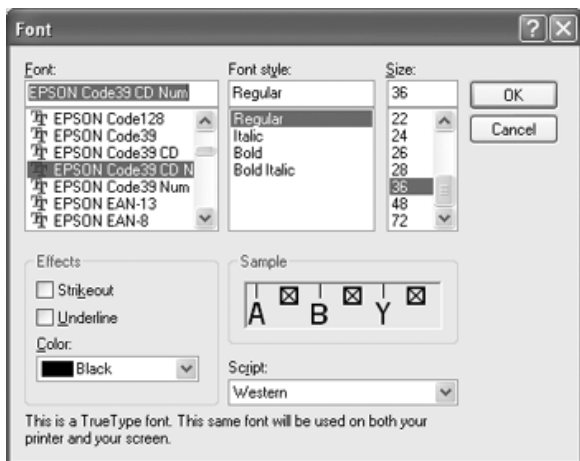 Font
Font:
Font style:
Size:
EPSON Code39 CD Num
Regular
36
OK
Cancel
EPSON Code128
EPSON Code39
EPSON Code39 CD
EPSON Code39 CD N
EPSON Code39 Num
EPSON EAN-13
EPSON EAN-8
Regular
Italic
Bold
Bold Italic
22
24
26
28
36
48
72
Effects
Strikeout
Underline
Color:
Black
Sample
A B Y
Script:
Western
This is a TrueType font. This same font will be used on both your
printer and your screen.